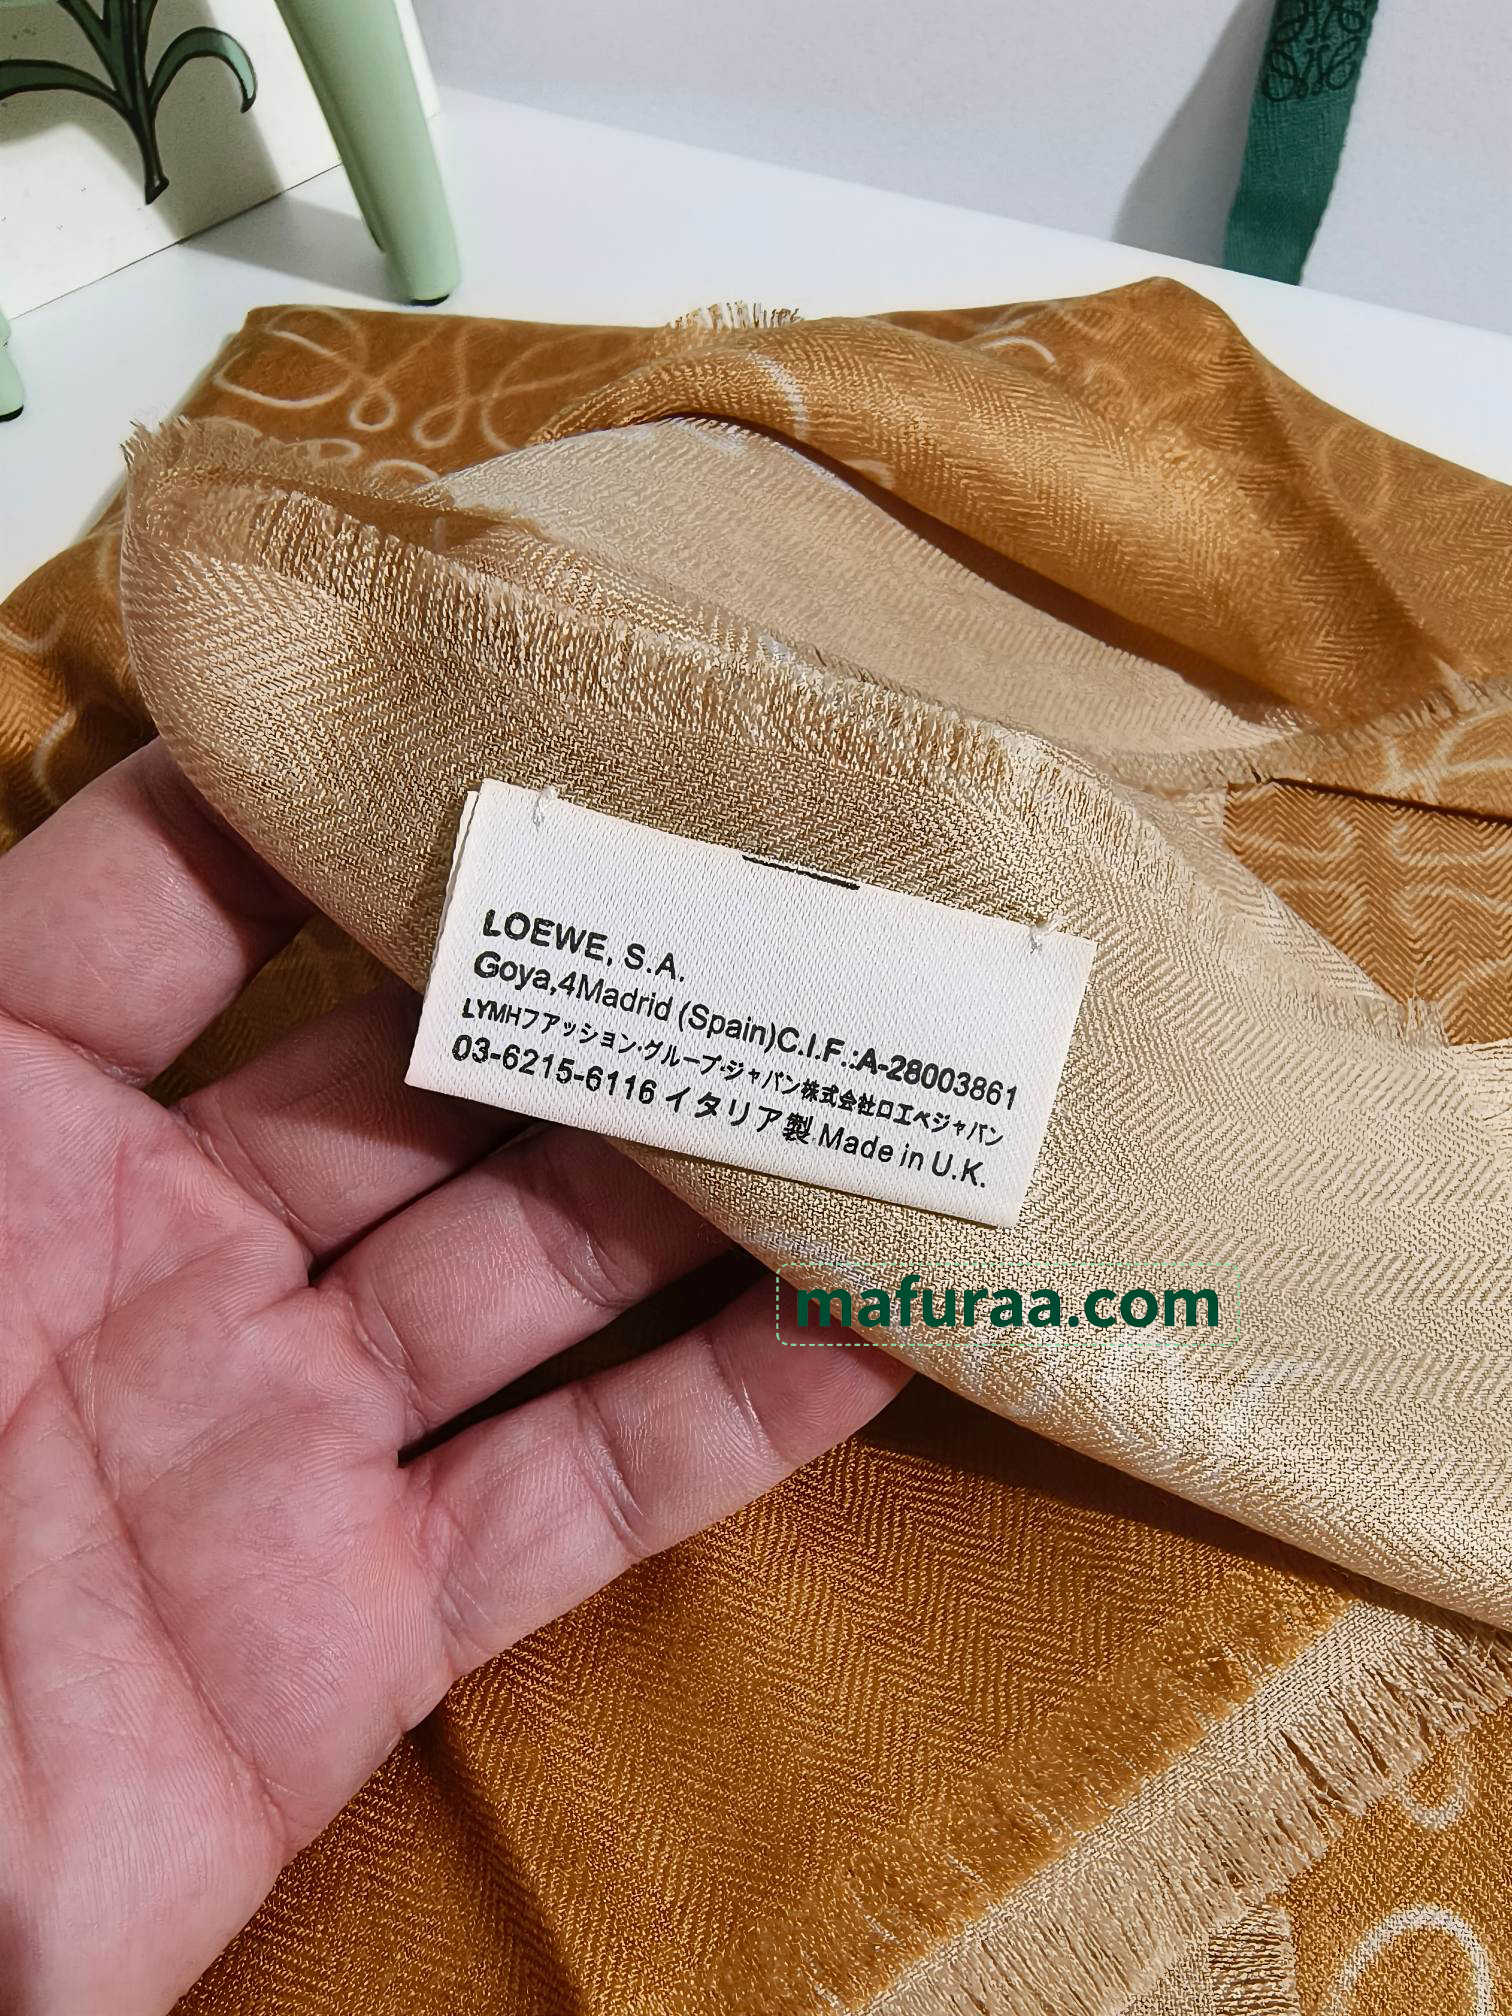 LOEWE, S.A.
Goya,4Madrid (Spain)C.I.F.:A-28003861
LYMHフアッション·グループ·ジャパン株式会社ロエベジャパン
03-6215-6116 イタリア製 Made in U.K.
mafuraa.com